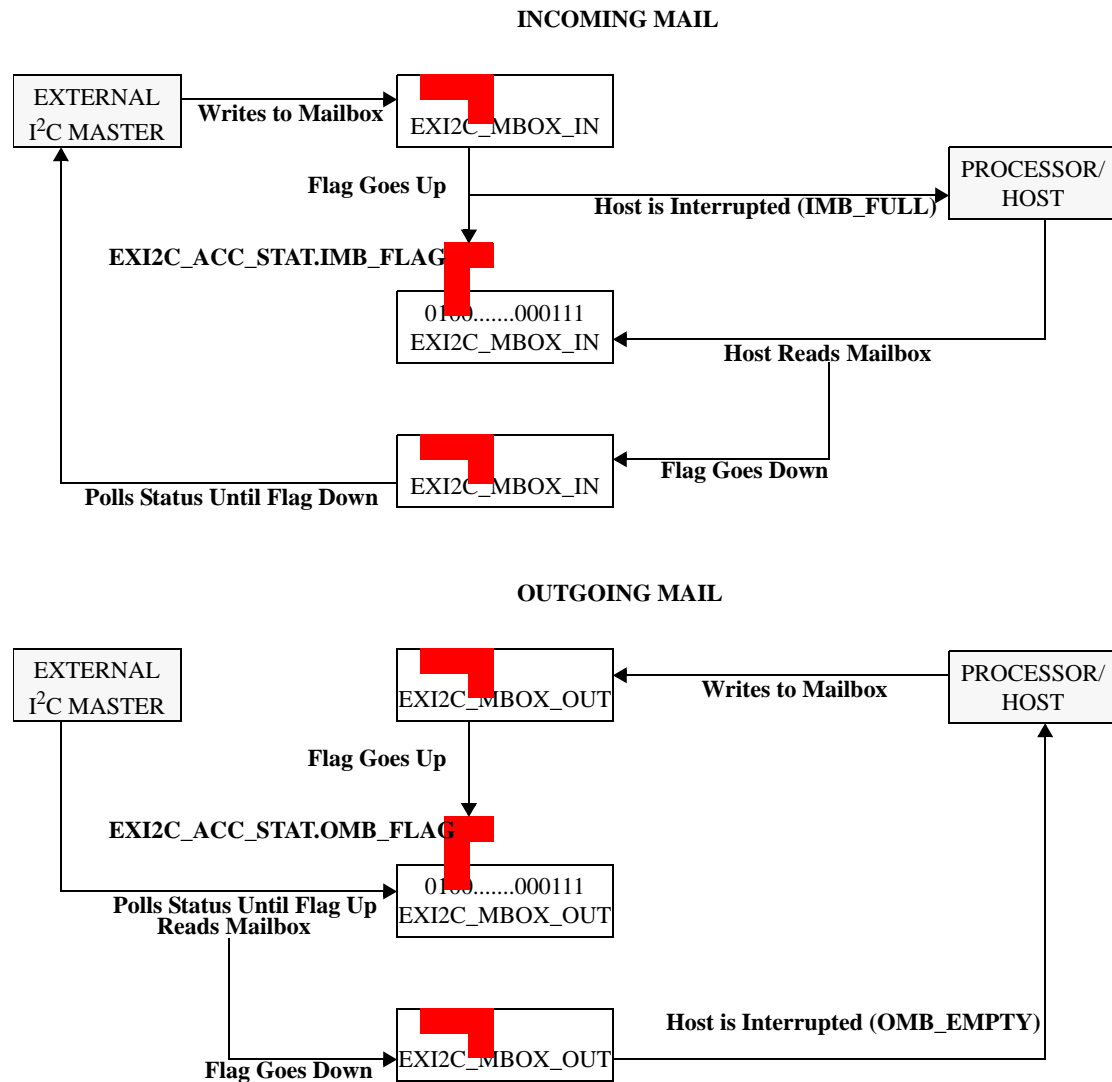 INCOMING MAIL
EXTERNAL
I²C MASTER
Writes to Mailbox
EXI2C_MBOX_IN
Flag Goes Up
Host is Interrupted (IMB_FULL)
PROCESSOR/
HOST
EXI2C_ACC_STAT.IMB_FLAG
0100.......000111
EXI2C_MBOX_IN
Host Reads Mailbox
Flag Goes Down
EXI2C_MBOX_IN
Polls Status Until Flag Down
OUTGOING MAIL
EXTERNAL
I²C MASTER
EXI2C_MBOX_OUT
Writes to Mailbox
PROCESSOR/
HOST
Flag Goes Up
EXI2C_ACC_STAT.OMB_FLAG
0100.......000111
EXI2C_MBOX_OUT
Polls Status Until Flag Up
Reads Mailbox
Host is Interrupted (OMB_EMPTY)
EXI2C_MBOX_OUT
Flag Goes Down